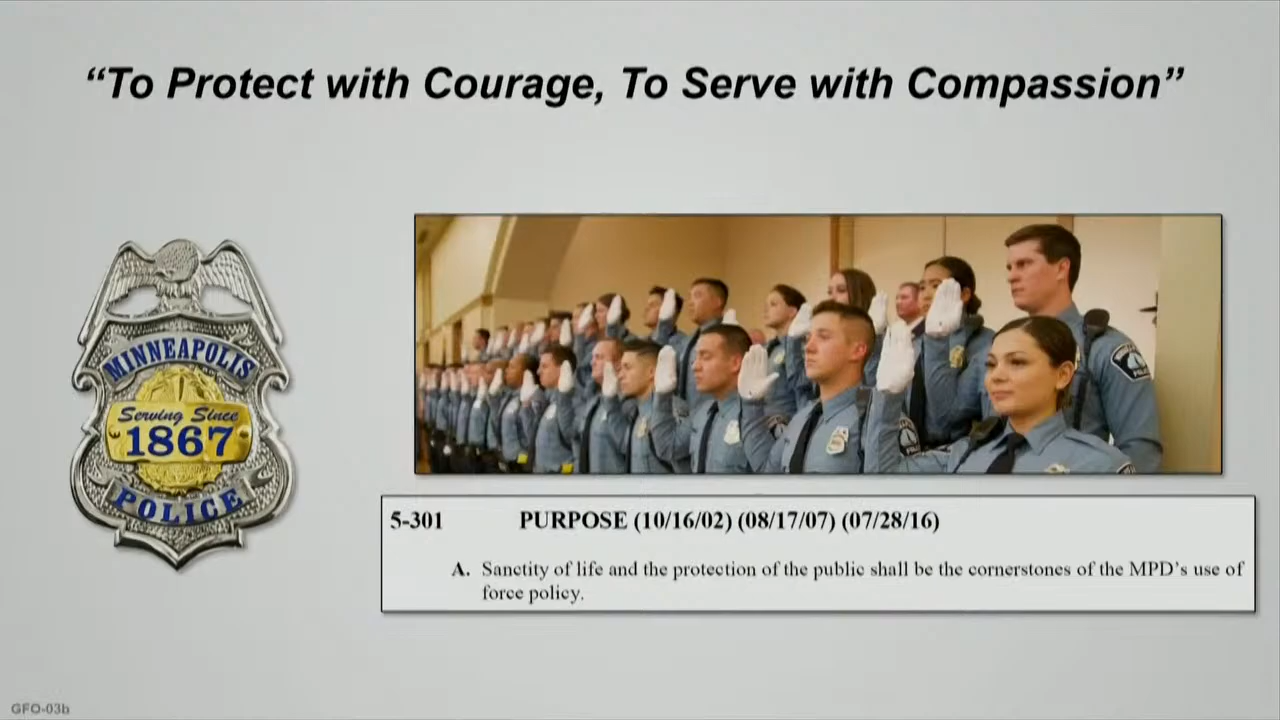 “To Protect with Courage, To Serve with Compassion”
MINNEAPOLIS
Serving Since
1867
POLICE
5-301 PURPOSE (10/16/02) (08/17/07) (07/28/16)
A. Sanctity of life and the protection of the public shall be the cornerstones of the MPD’s use of
force policy.
GFO-03b